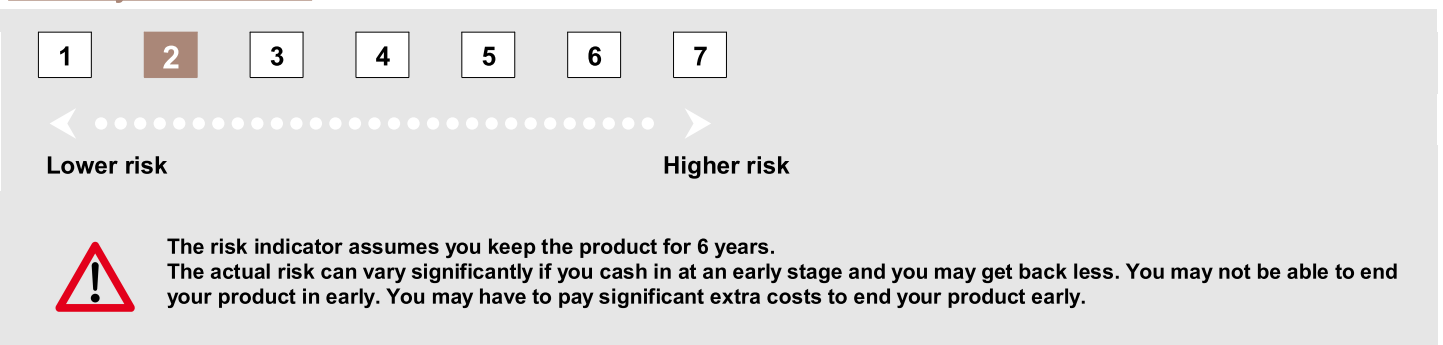 1 2 3 4 5 6 7
Lower risk Higher risk
The risk indicator assumes you keep the product for 6 years.
The actual risk can vary significantly if you cash in at an early stage and you may get back less. You may not be able to end
your product in early. You may have to pay significant extra costs to end your product early.